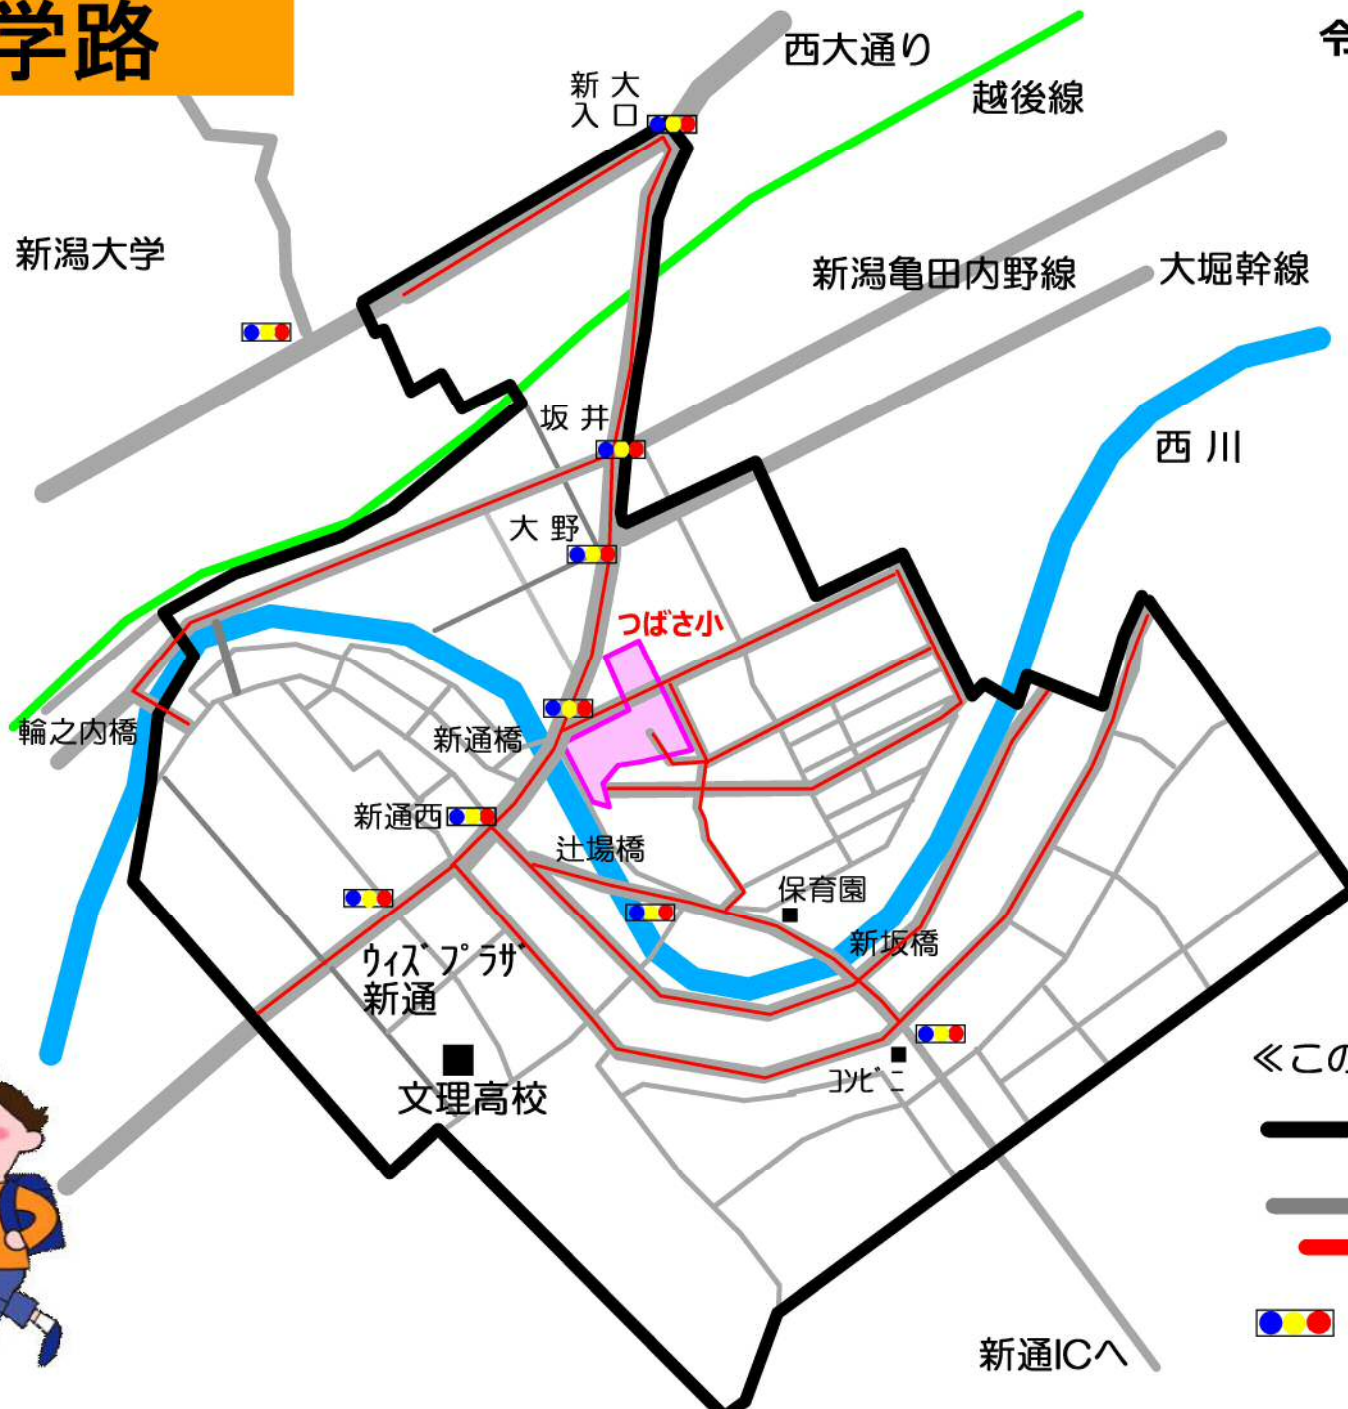 学路
令
西大通り
新 大
入 口
越後線
新潟大学
新潟亀田内野線
大堀幹線
坂 井
西 川
大 野
つばさ小
輪之内橋
新通橋
新通西
辻場橋
保育園
新坂橋
ウィズ プラザ
新通
コンビニ
文理高校
≪この
新通ICへ